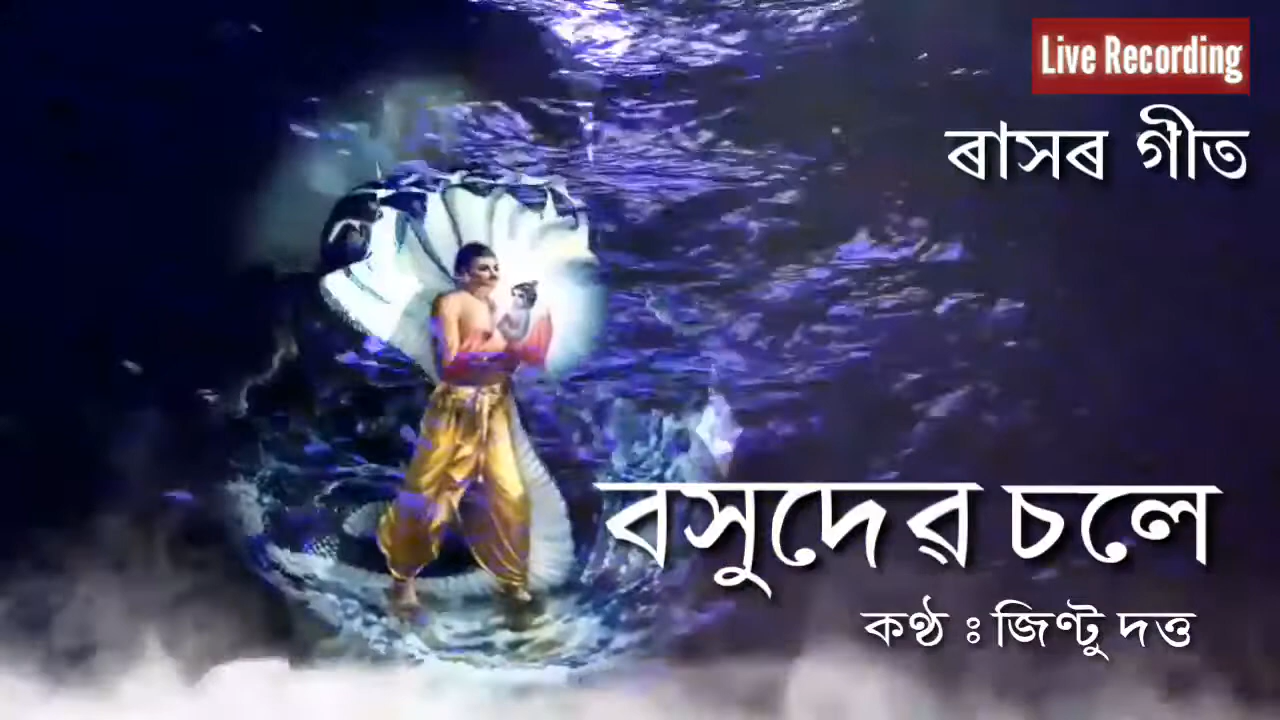 Live Recording
ৰাসৰ গীত
বসুদেৱ চলে
কণ্ঠ ঃ জিণ্টু দত্ত